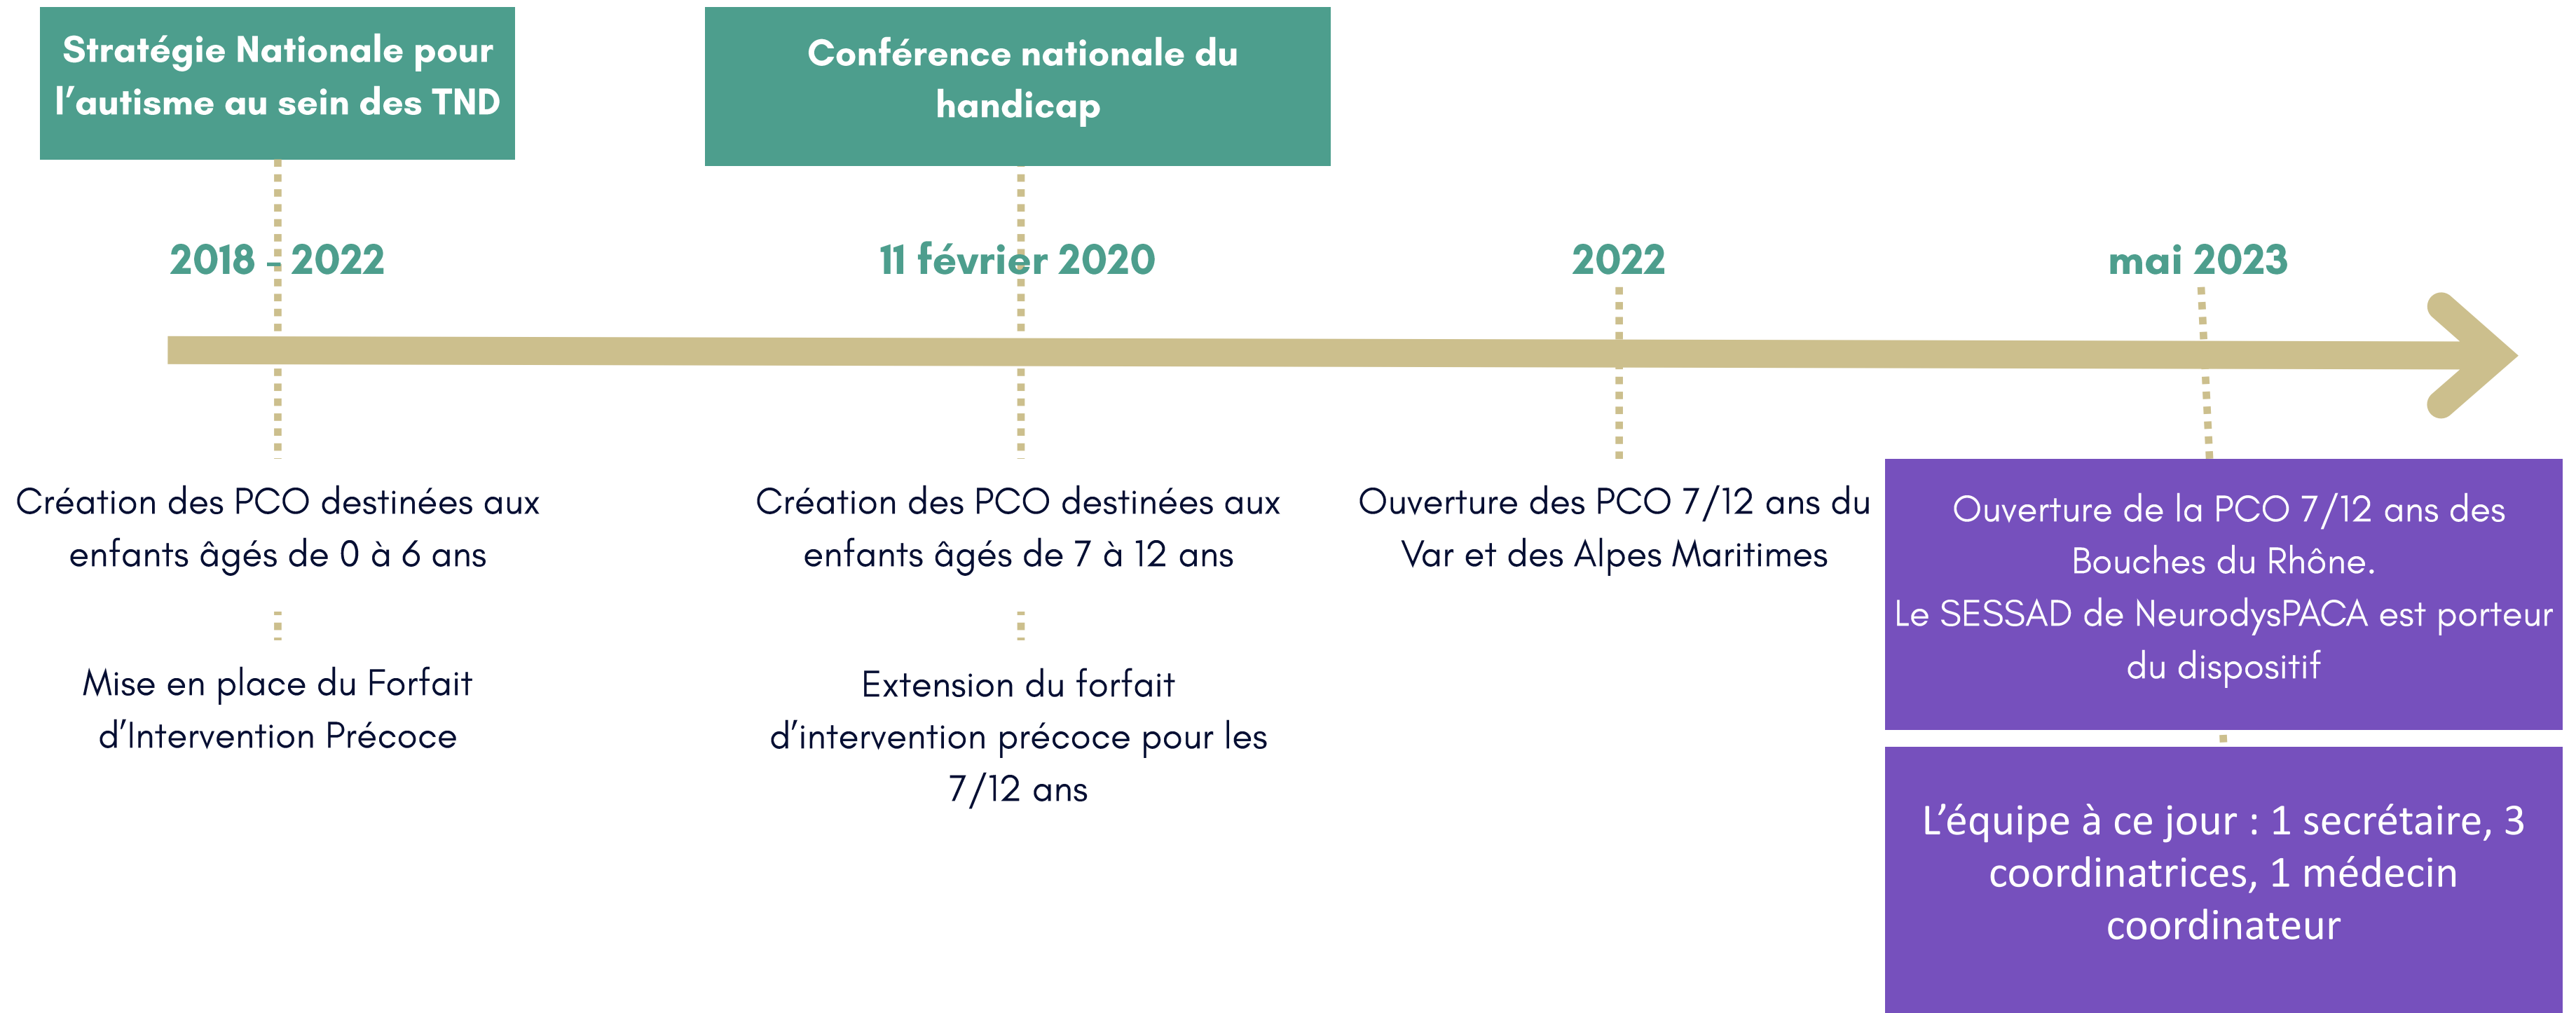 Stratégie Nationale pour
l'autisme au sein des TND
Conférence nationale du
handicap
2018 - 2022
11 février 2020
2022
mai 2023
Création des PCO destinées aux
enfants âgés de 0 à 6 ans
Mise en place du Forfait
d'Intervention Précoce
Création des PCO destinées aux
enfants âgés de 7 à 12 ans
Extension du forfait
d'intervention précoce pour les
7/12 ans
Ouverture des PCO 7/12 ans du
Var et des Alpes Maritimes
Ouverture de la PCO 7/12 ans des
Bouches du Rhône.
Le SESSAD de NeurodysPACA est porteur
du dispositif
L'équipe à ce jour : 1 secrétaire, 3
coordinatrices, 1 médecin
coordinateur